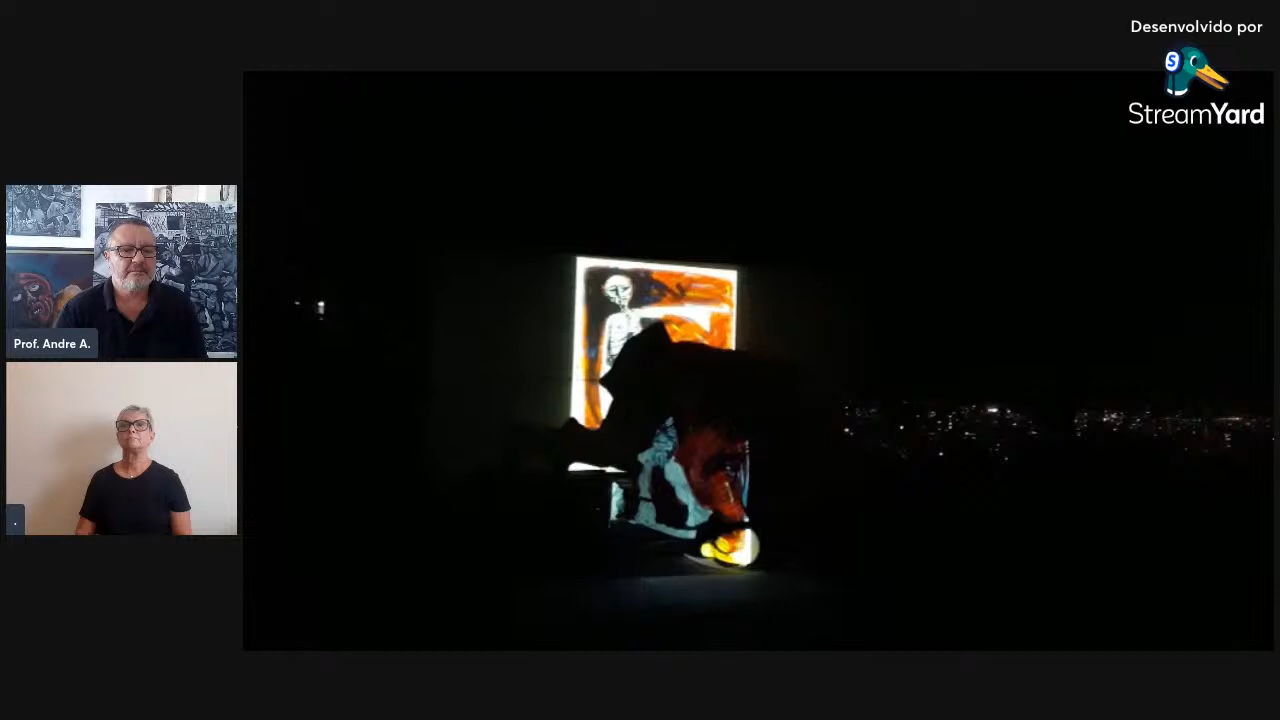 Desenvolvido por
S
StreamYard
Prof. Andre A.
.